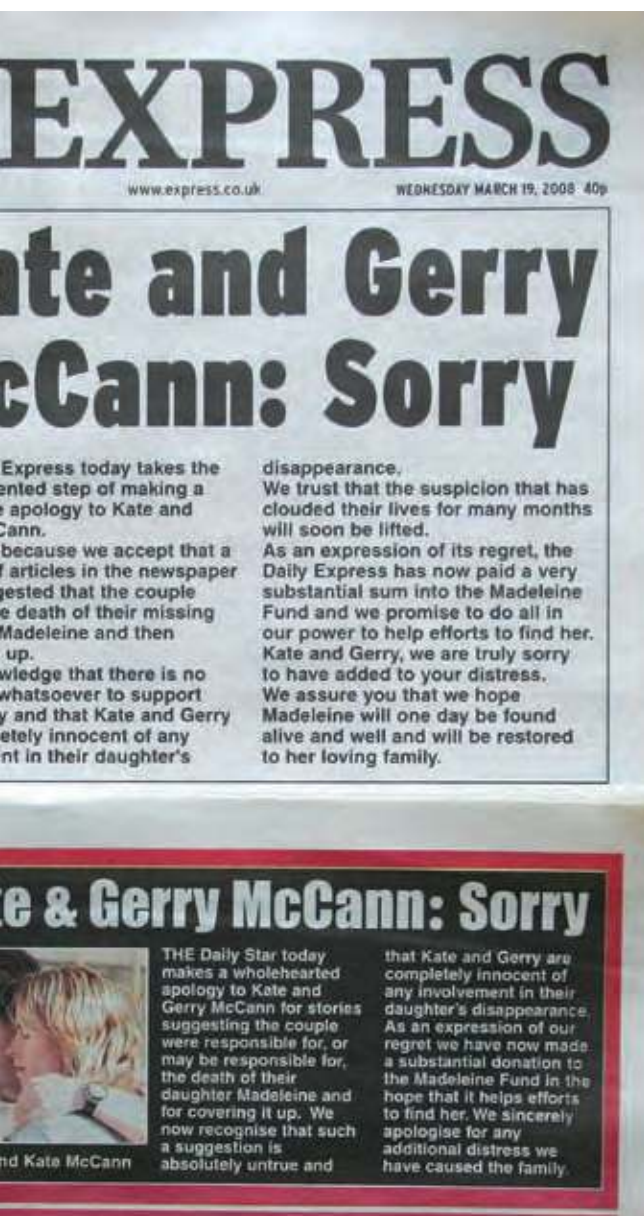 EXPRESS
www.express.co.uk WEDNESDAY MARCH 19, 2008 40p
ate and Gerry
cCann: Sorry
Express today takes the
ented step of making a
e apology to Kate and
Cann.
because we accept that a
f articles in the newspaper
gested that the couple
e death of their missing
Madeleine and then
up.
wledge that there is no
whatsoever to support
y and that Kate and Gerry
etely innocent of any
nt in their daughter's
disappearance.
We trust that the suspicion that has
clouded their lives for many months
will soon be lifted.
As an expression of its regret, the
Daily Express has now paid a very
substantial sum into the Madeleine
Fund and we promise to do all in
our power to help efforts to find her.
Kate and Gerry, we are truly sorry
to have added to your distress.
We assure you that we hope
Madeleine will one day be found
alive and well and will be restored
to her loving family.
te & Gerry McCann: Sorry
nd Kate McCann
THE Daily Star today
makes a wholehearted
apology to Kate and
Gerry McCann for stories
suggesting the couple
were responsible for, or
may be responsible for,
the death of their
daughter Madeleine and
for covering it up. We
now recognise that such
a suggestion is
absolutely untrue and
that Kate and Gerry are
completely innocent of
any involvement in their
daughter's disappearance.
As an expression of our
regret we have now made
a substantial donation to
the Madeleine Fund in the
hope that it helps efforts
to find her. We sincerely
apologise for any
additional distress we
have caused the family.